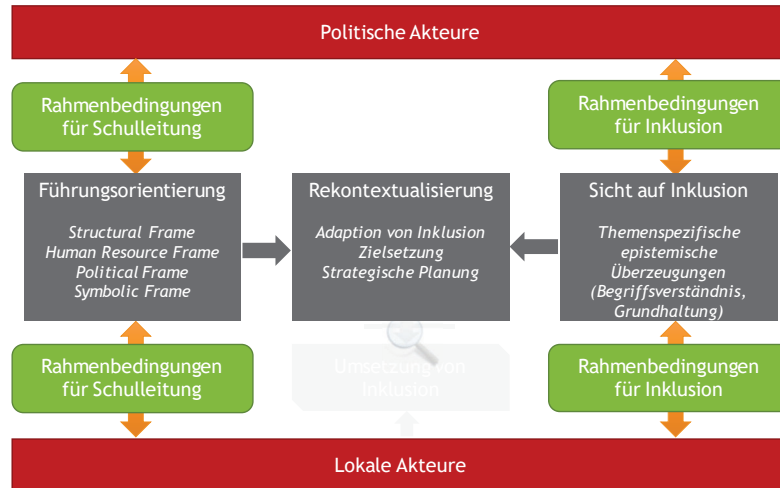 Politische Akteure
Rahmenbedingungen
für Schulleitung
Rahmenbedingungen
für Inklusion
Führungsorientierung
Structural Frame
Human Resource Frame
Political Frame
Symbolic Frame
Rekontextualisierung
Adaption von Inklusion
Zielsetzung
Strategische Planung
Sicht auf Inklusion
Themenspezifische
epistemische
Überzeugungen
(Begriffsverständnis,
Grundhaltung)
Rahmenbedingungen
für Schulleitung
Umsetzung von
Inklusion
Rahmenbedingungen
für Inklusion
Lokale Akteure